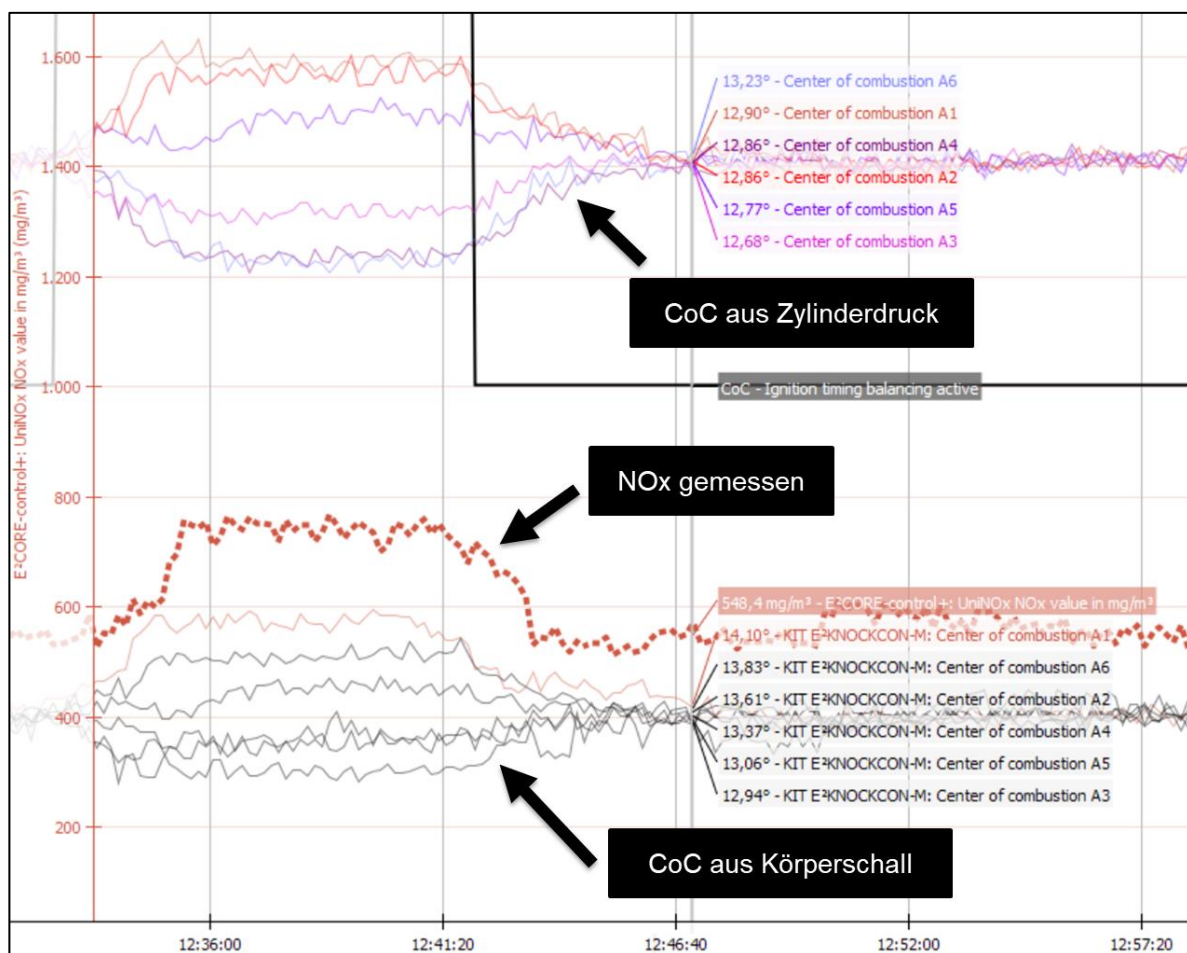 E²CORE-control+: UniNOx NOx value in mg/m³ (mg/m³)
1.600
1.400
1.200
1.000
800
600
400
200
13,23° - Center of combustion A6
12,90° - Center of combustion A1
12,86° - Center of combustion A4
12,86° - Center of combustion A2
12,77° - Center of combustion A5
12,68° - Center of combustion A3
CoC aus Zylinderdruck
CoC - Ignition timing balancing active
NOx gemessen
548,4 mg/m³ - E²CORE-control+: UniNOx NOx value in mg/m³
14,10° - KIT E²KNOCKCON-M: Center of combustion A1
13,83° - KIT E²KNOCKCON-M: Center of combustion A6
13,61° - KIT E²KNOCKCON-M: Center of combustion A2
13,37° - KIT E²KNOCKCON-M: Center of combustion A4
13,06° - KIT E²KNOCKCON-M: Center of combustion A5
12,94° - KIT E²KNOCKCON-M: Center of combustion A3
CoC aus Körperschall
12:36:00
12:41:20
12:46:40
12:52:00
12:57:20